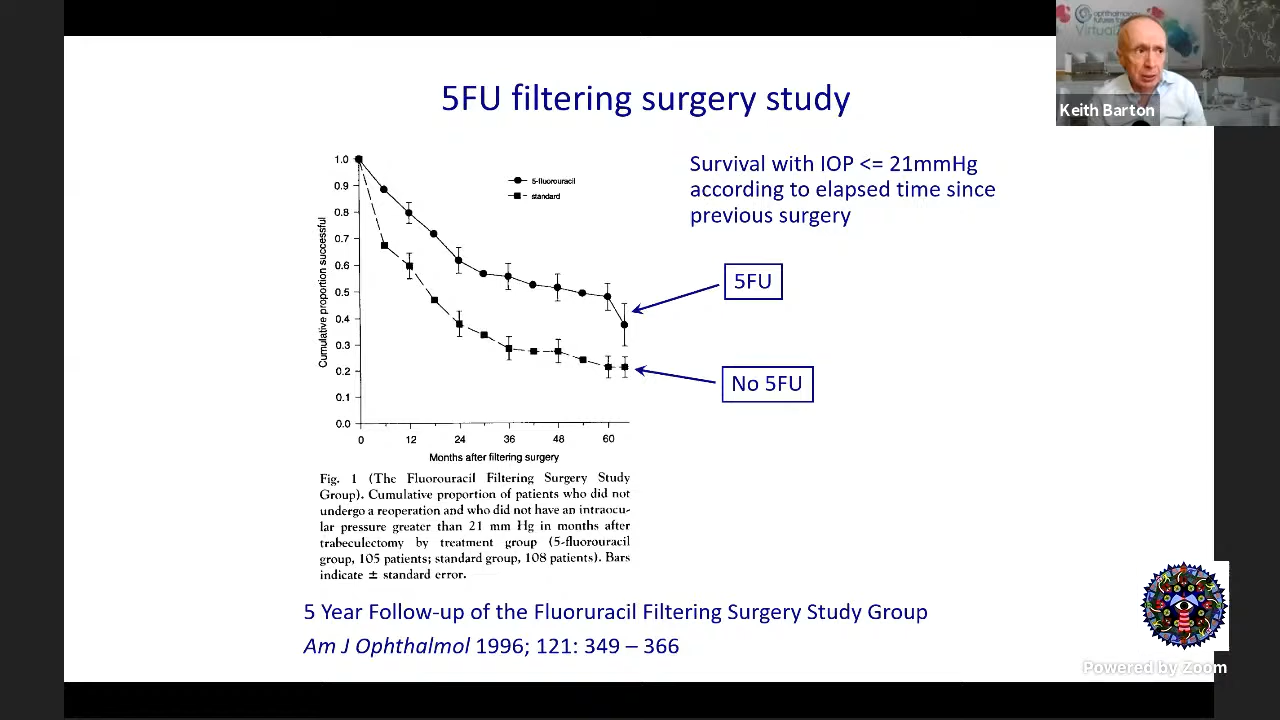 5FU filtering surgery study
Keith Barton
Survival with IOP <= 21mmHg
according to elapsed time since
previous surgery
5FU
No 5FU
5-fluorouracil
standard
Cumulative proportion successful
1.0
0.9
0.8
0.7
0.6
0.5
0.4
0.3
0.2
0.1
0.0
0 12 24 36 48 60
Months after filtering surgery
Fig. 1 (The Fluorouracil Filtering Surgery Study
Group). Cumulative proportion of patients who did not
undergo a reoperation and who did not have an intraocu-
lar pressure greater than 21 mm Hg in months after
trabeculectomy by treatment group (5-fluorouracil
group, 105 patients; standard group, 108 patients). Bars
indicate ± standard error.
5 Year Follow-up of the Fluoruracil Filtering Surgery Study Group
Am J Ophthalmol 1996; 121: 349 – 366
Powered by Zoom